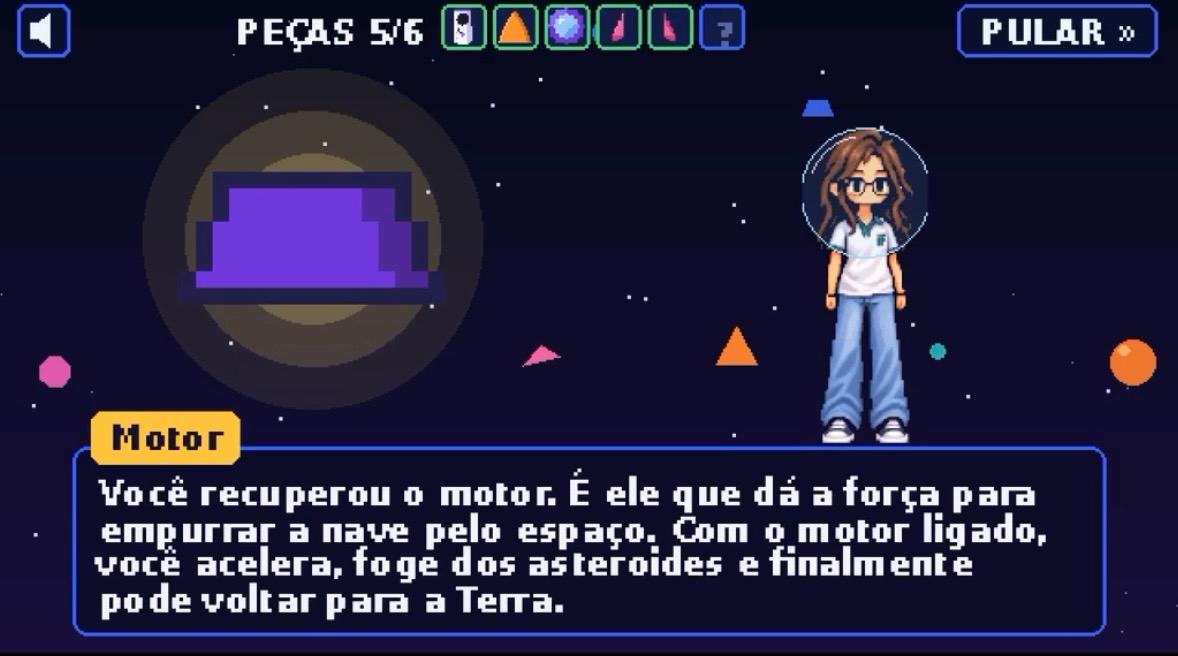 PEÇAS 5/6
?
PULAR »
Motor
Você recuperou o motor. É ele que dá a força para
empurrar a nave pelo espaço. Com o motor ligado,
você acelera, foge dos asteroides e finalmente
pode voltar para a Terra.